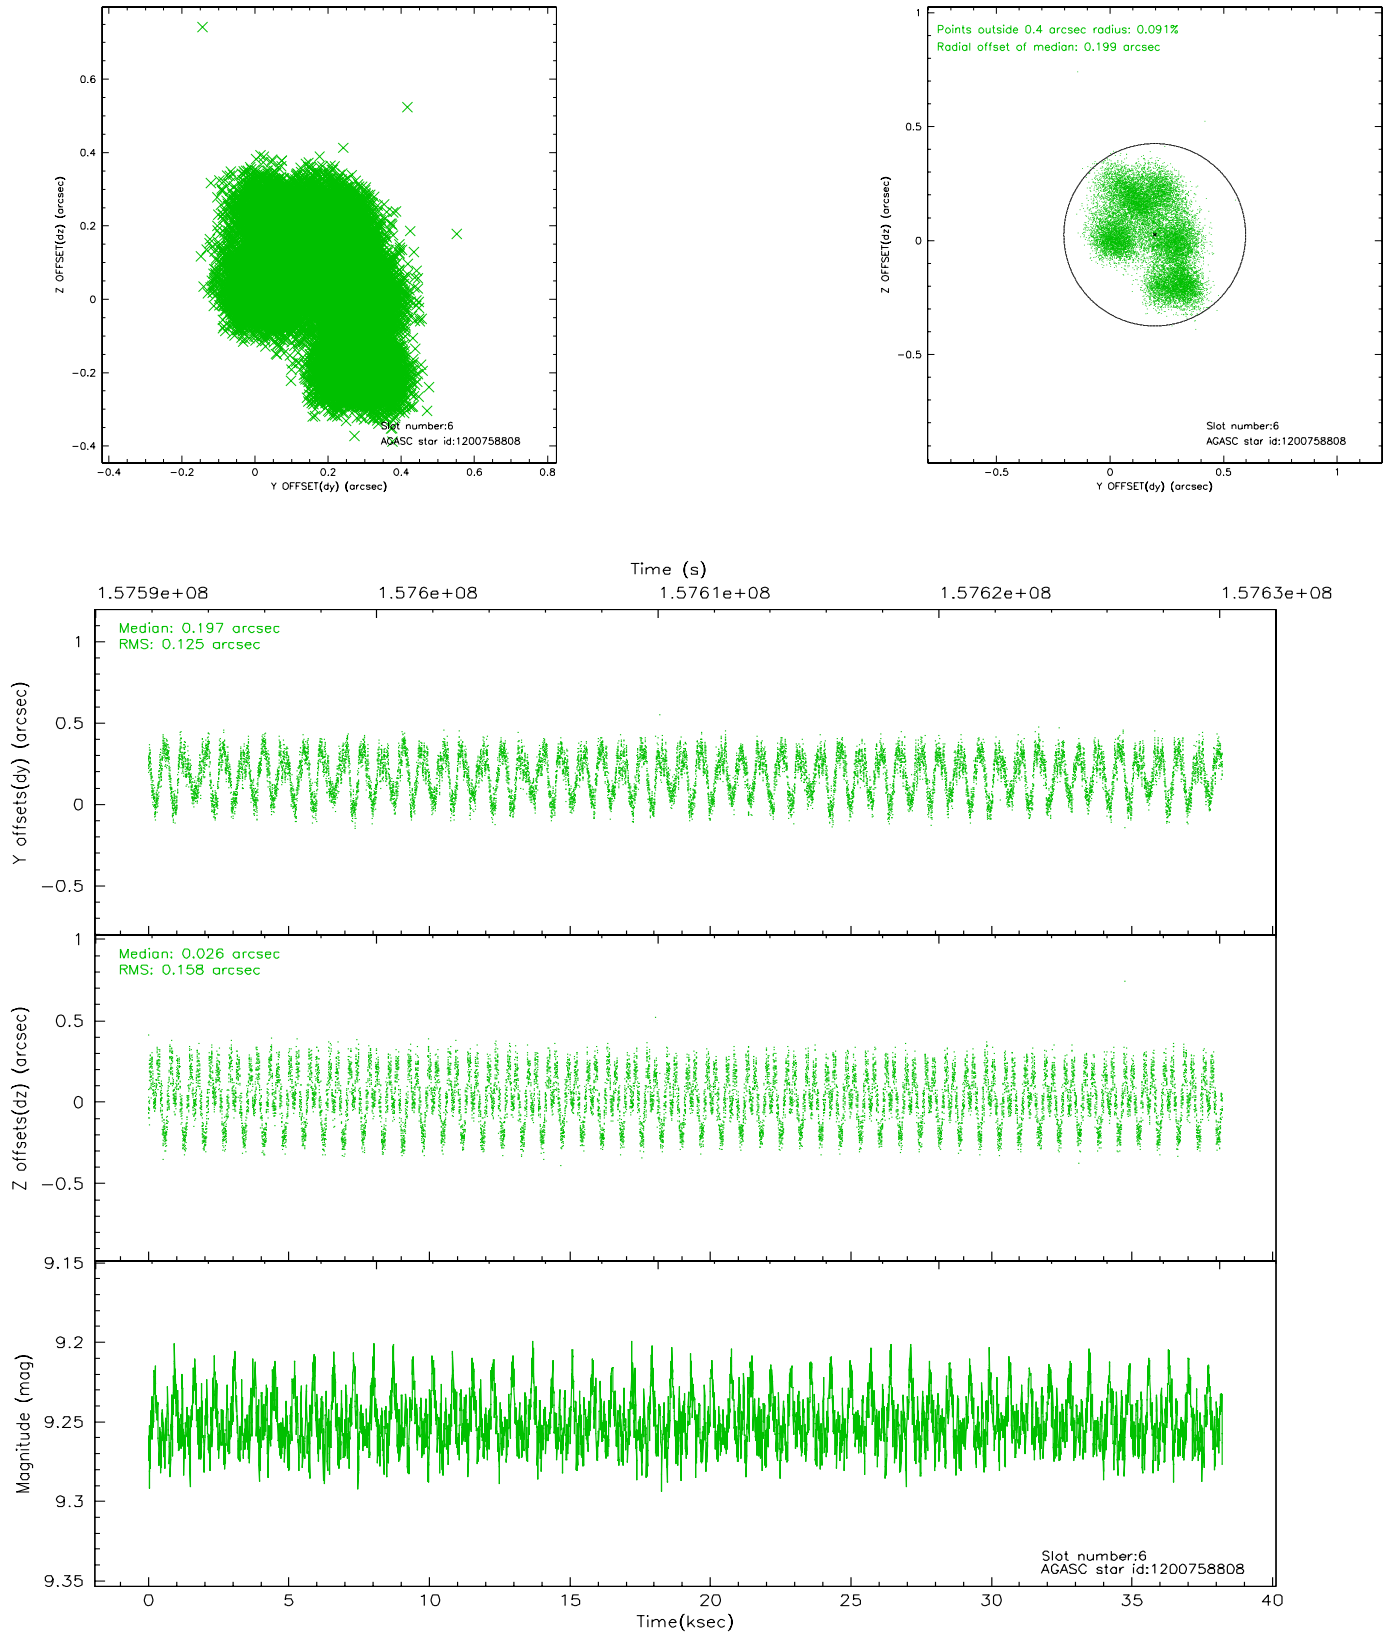 0.6
0.4
0.2
0
−0.2
−0.4
Z OFFSET(dz) (arcsec)
Slot number:6
AGASC star id:1200758808
−0.4 −0.2 0 0.2 0.4 0.6 0.8
Y OFFSET(dy) (arcsec)
Points outside 0.4 arcsec radius: 0.091%
Radial offset of median: 0.199 arcsec
1
0.5
0
−0.5
Z OFFSET(dz) (arcsec)
Slot number:6
AGASC star id:1200758808
−0.5 0 0.5 1
Y OFFSET(dy) (arcsec)
Time (s)
1.5759e+08 1.576e+08 1.5761e+08 1.5762e+08 1.5763e+08
Median: 0.197 arcsec
RMS: 0.125 arcsec
1
0.5
0
−0.5
Y offsets(dy) (arcsec)
Median: 0.026 arcsec
RMS: 0.158 arcsec
1
0.5
0
−0.5
Z offsets(dz) (arcsec)
9.15
9.2
9.25
9.3
9.35
Magnitude (mag)
Slot number:6
AGASC star id:1200758808
0 5 10 15 20 25 30 35 40
Time(ksec)